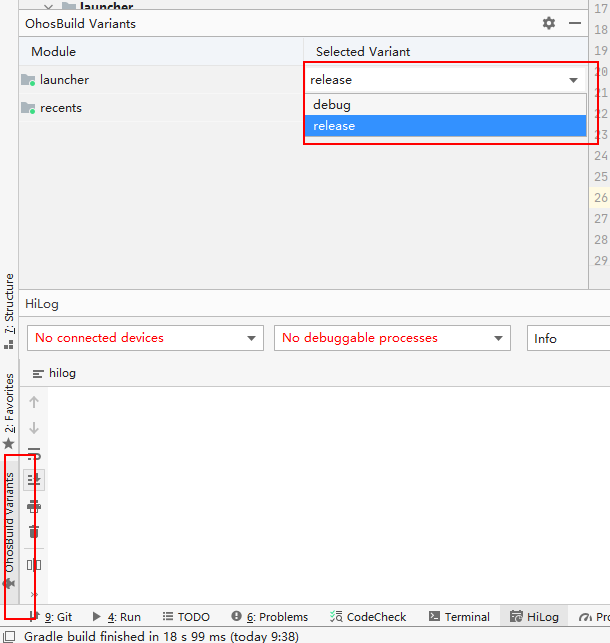 launcher
OhosBuild Variants
Module Selected Variant
launcher release
debug
recents
release
17
18
19
20
21
22
23
24
25
26
27
28
29
7: Structure
HiLog
No connected devices No debuggable processes Info
hilog
2: Favorites
OhosBuild Variants
9: Git 4: Run TODO 6: Problems CodeCheck Terminal HiLog Pro
Gradle build finished in 18 s 99 ms (today 9:38)